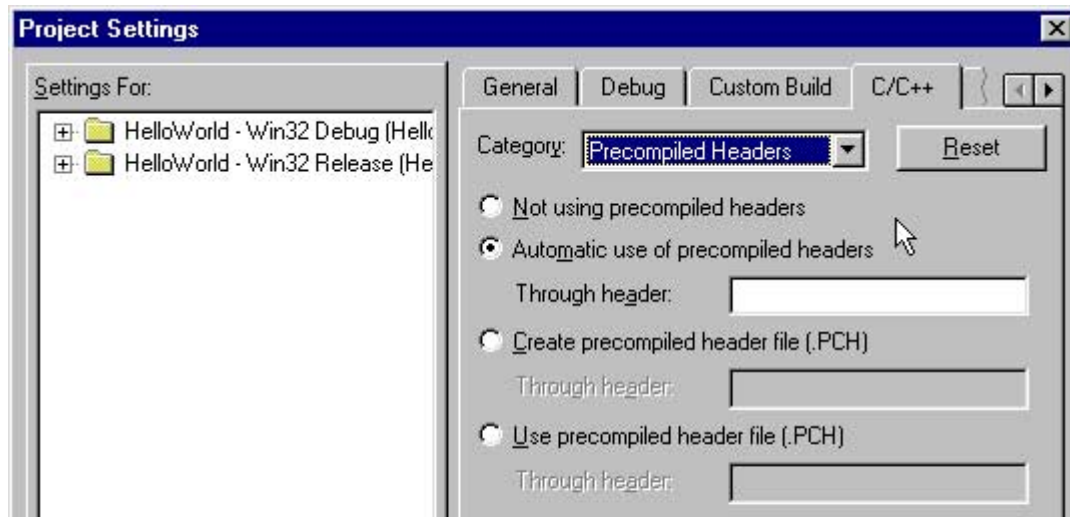 Project Settings
Settings For:
HelloWorld - Win32 Debug (Hello
HelloWorld - Win32 Release (He
General Debug Custom Build C/C++
Category: Precompiled Headers Reset
Not using precompiled headers
Automatic use of precompiled headers
Through header:
Create precompiled header file (.PCH)
Through header:
Use precompiled header file (.PCH)
Through header: